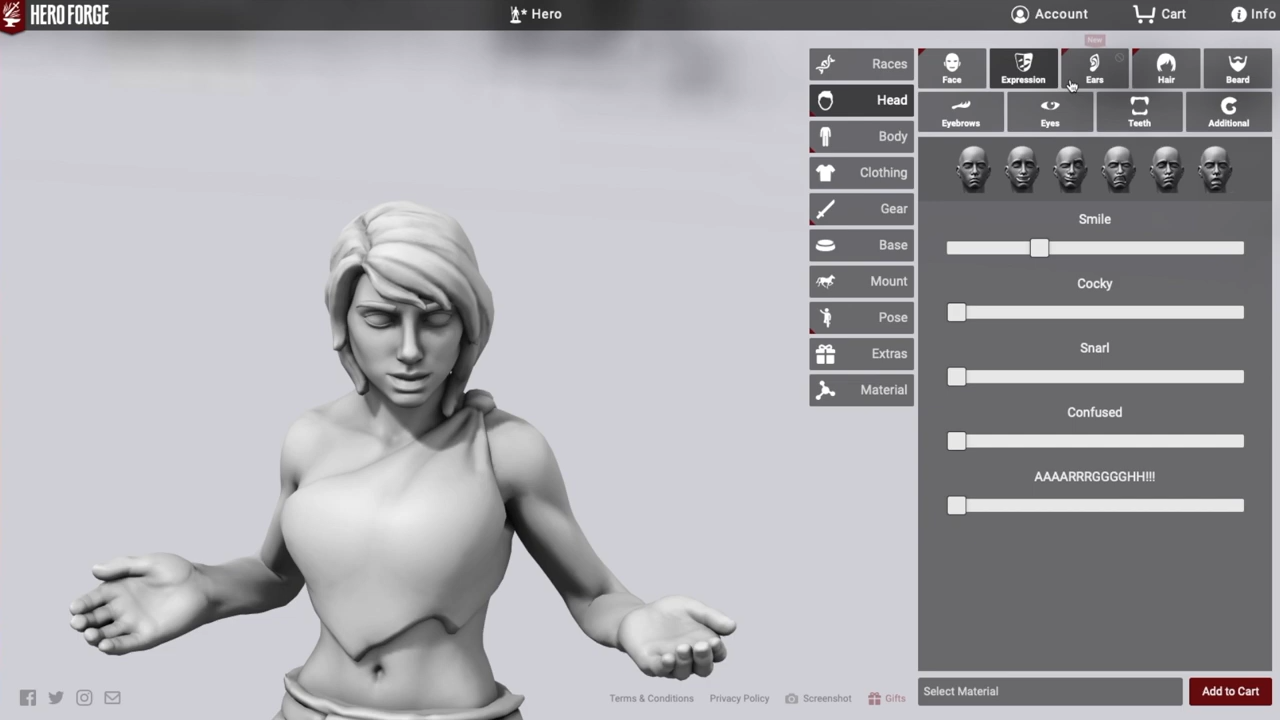 HERO FORGE
Hero
Account
Cart
Info
Races
Head
Body
Clothing
Gear
Base
Mount
Pose
Extras
Material
New
Face
Expression
Ears
Hair
Beard
Eyebrows
Eyes
Teeth
Additional
Smile
Cocky
Snarl
Confused
AAAARRRGGGGHH!!!
Terms & Conditions
Privacy Policy
Screenshot
Gifts
Select Material
Add to Cart